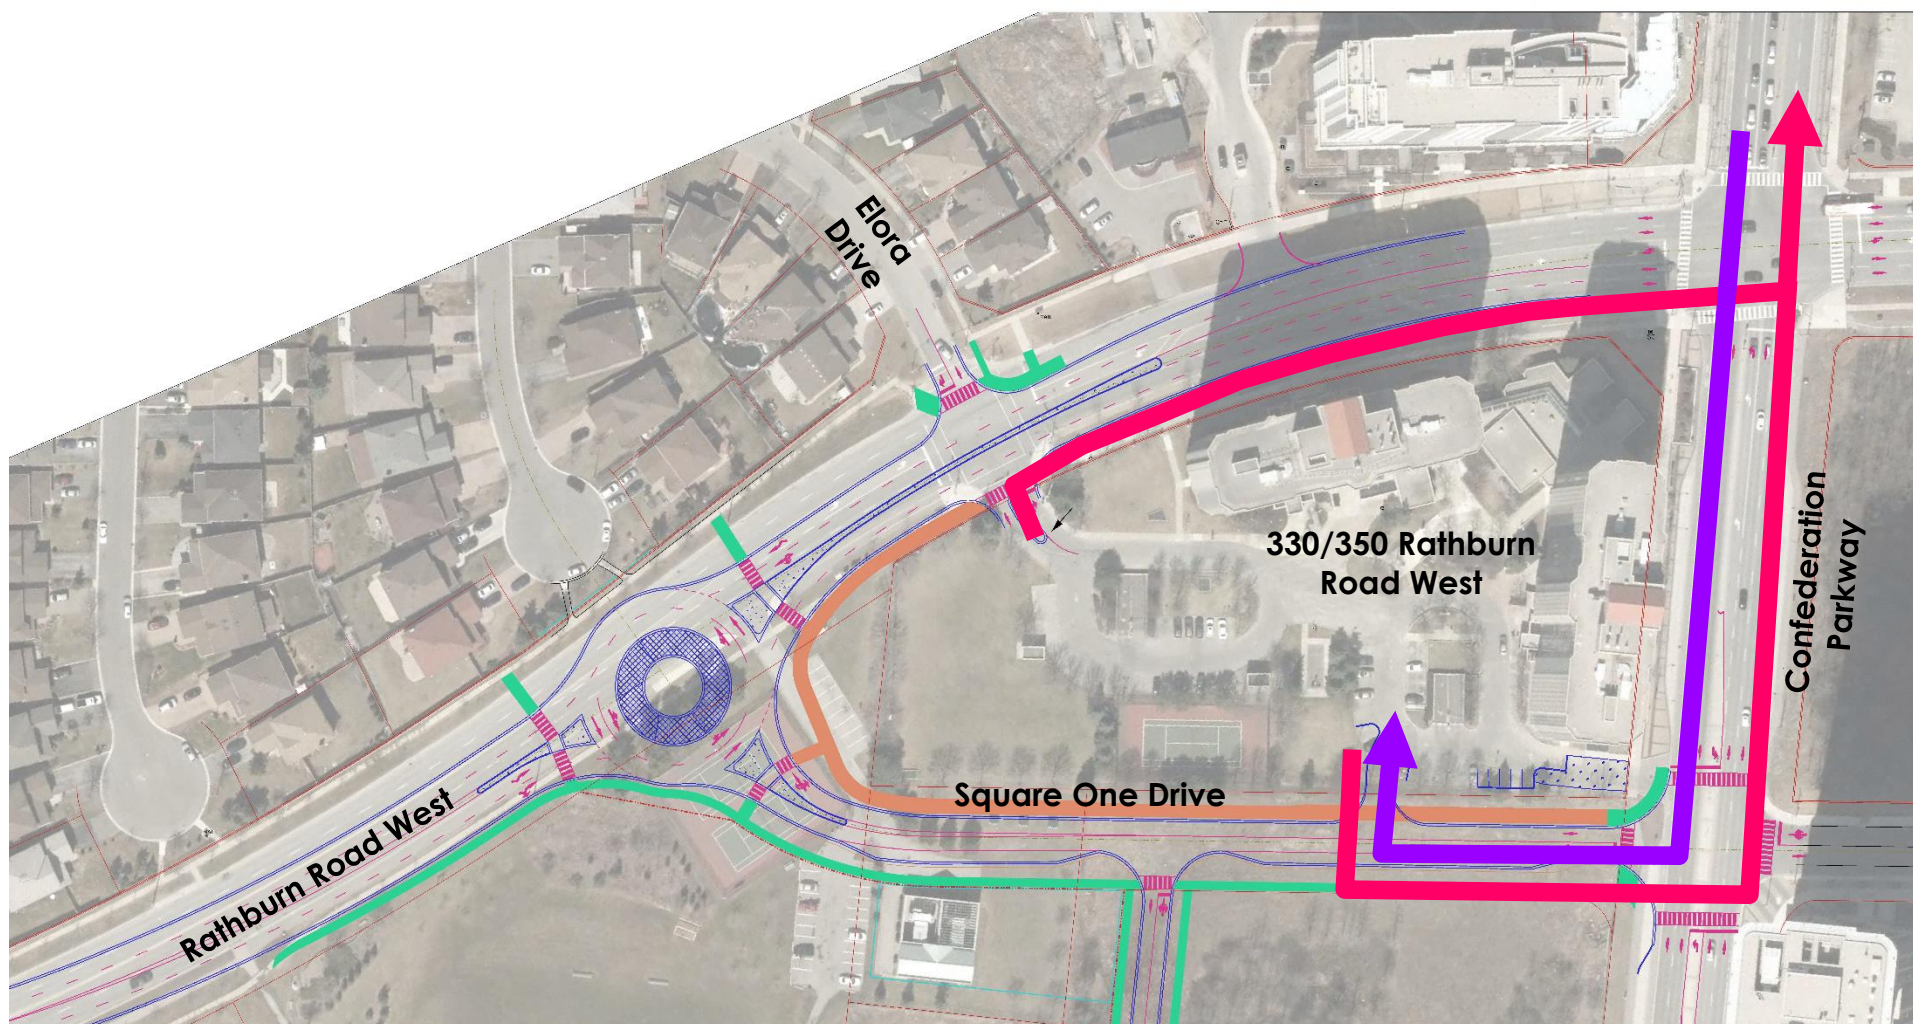 Elora
Drive
330/350 Rathburn
Road West
Confederation
Parkway
Square One Drive
Rathburn Road West